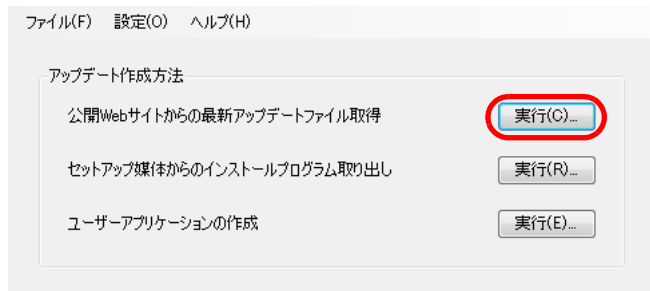 ファイル(F) 設定(O) ヘルプ(H)
アップデート作成方法
公開Webサイトからの最新アップデートファイル取得 実行(C)...
セットアップ媒体からのインストールプログラム取り出し 実行(R)...
ユーザーアプリケーションの作成 実行(E)...